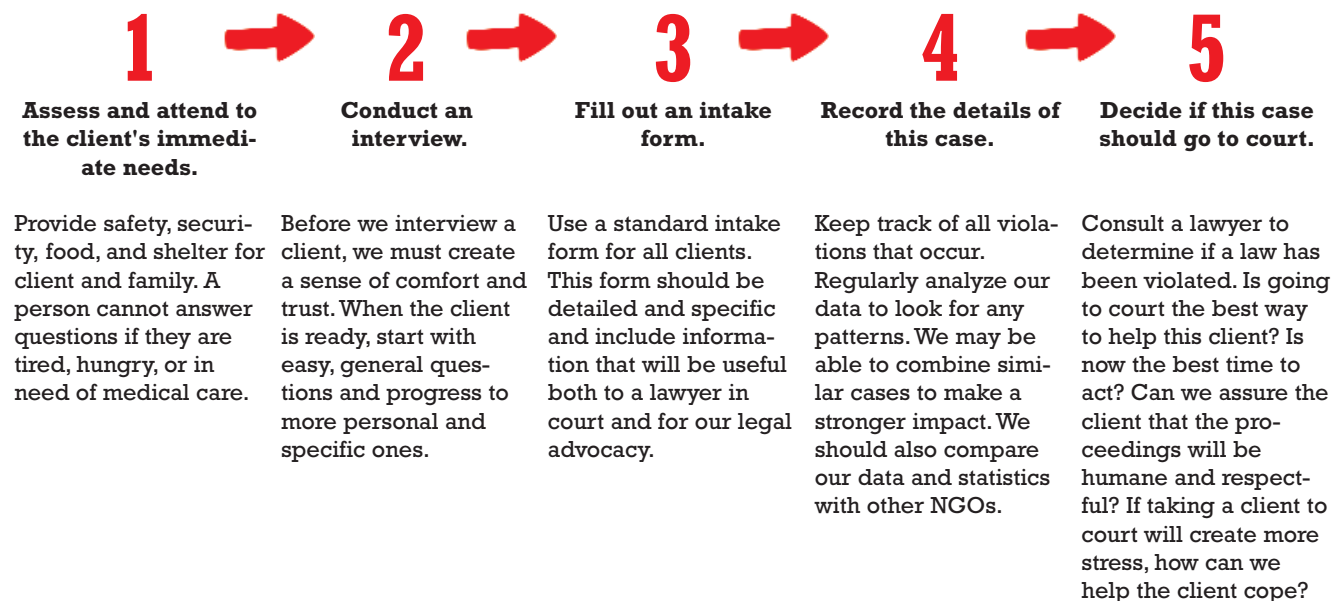 1
Assess and attend to
the client's immedi-
ate needs.
Provide safety, securi-
ty, food, and shelter for
client and family. A
person cannot answer
questions if they are
tired, hungry, or in
need of medical care.
2
Conduct an
interview.
Before we interview a
client, we must create
a sense of comfort and
trust. When the client
is ready, start with
easy, general ques-
tions and progress to
more personal and
specific ones.
3
Fill out an intake
form.
Use a standard intake
form for all clients.
This form should be
detailed and specific
and include informa-
tion that will be useful
both to a lawyer in
court and for our legal
advocacy.
4
Record the details of
this case.
Keep track of all viola-
tions that occur.
Regularly analyze our
data to look for any
patterns. We may be
able to combine simi-
lar cases to make a
stronger impact. We
should also compare
our data and statistics
with other NGOs.
5
Decide if this case
should go to court.
Consult a lawyer to
determine if a law has
been violated. Is going
to court the best way
to help this client? Is
now the best time to
act? Can we assure the
client that the pro-
ceedings will be
humane and respect-
ful? If taking a client to
court will create more
stress, how can we
help the client cope?